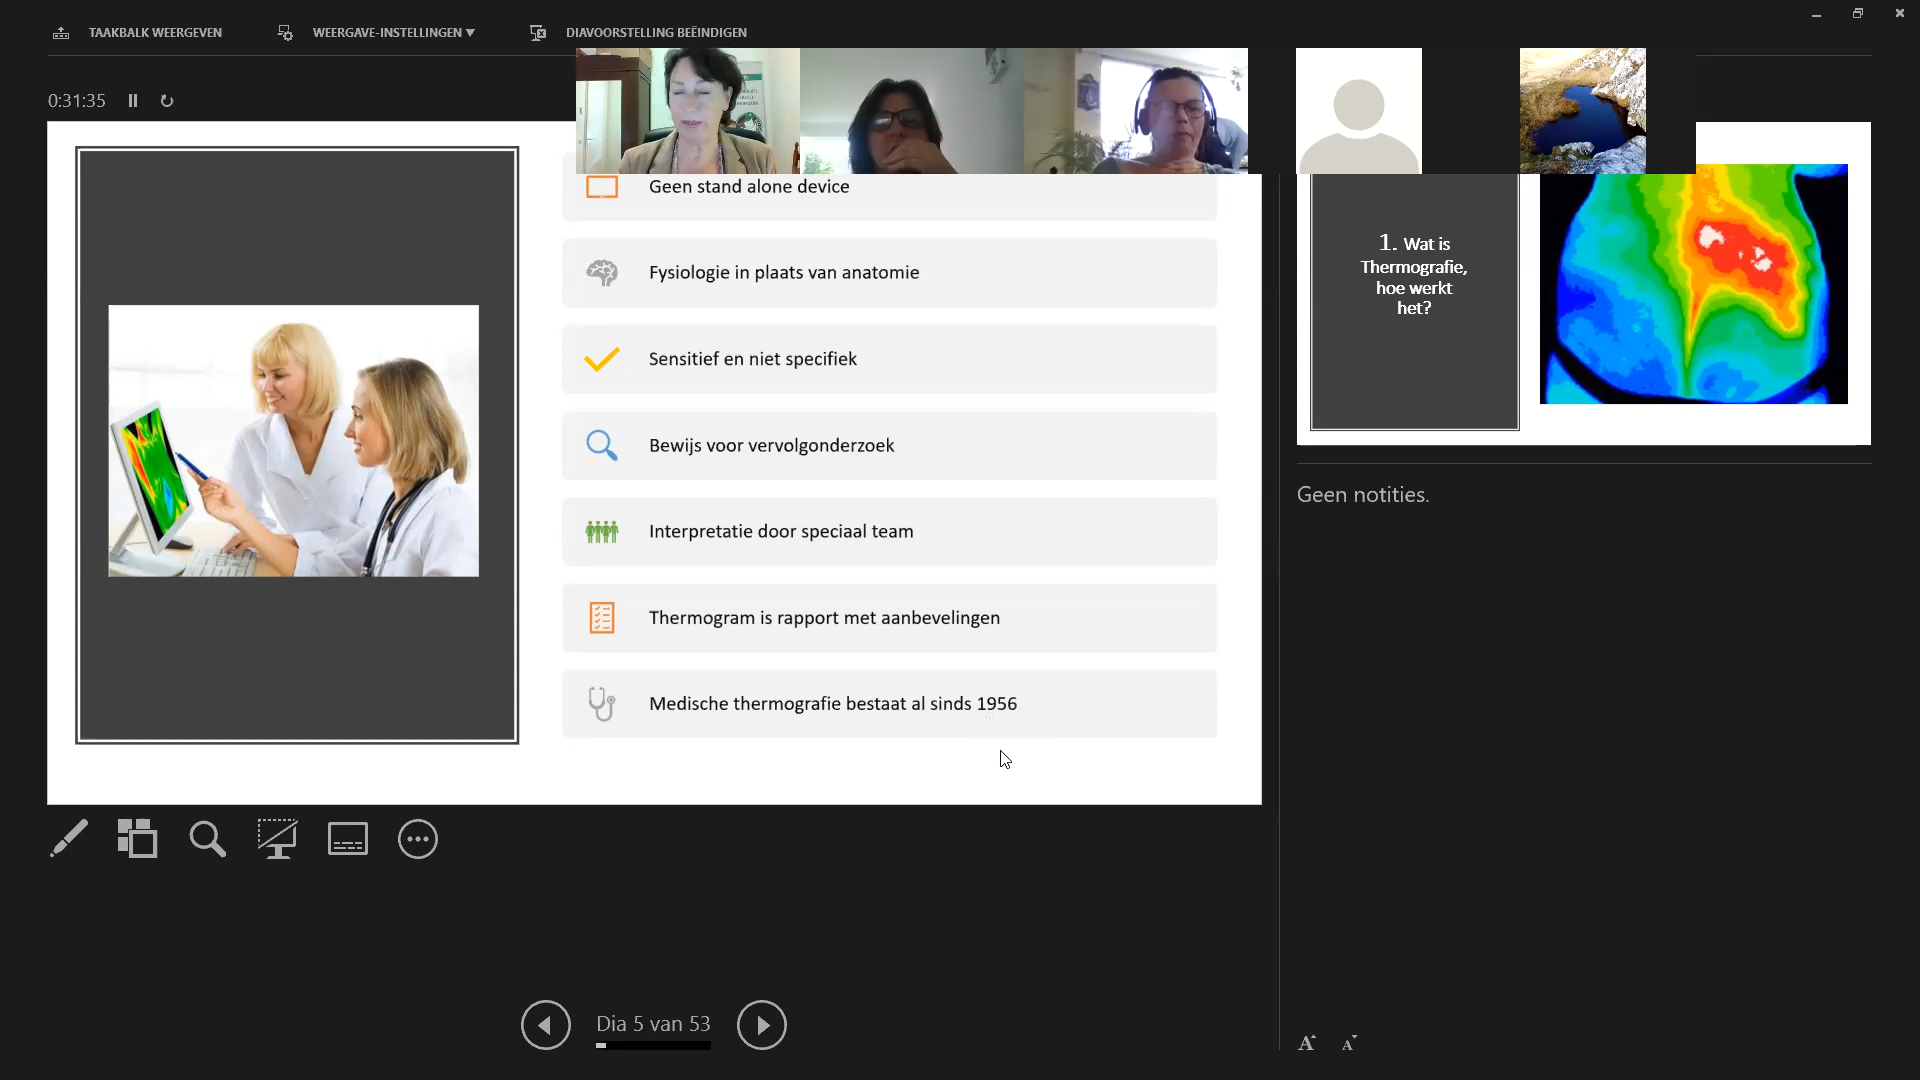 TAAKBALK WEERGEVEN
WEERGAVE-INSTELLINGEN ▼
DIAVOORSTELLING BEËINDIGEN
0:31:35
Geen stand alone device
Fysiologie in plaats van anatomie
Sensitief en niet specifiek
Bewijs voor vervolgonderzoek
Interpretatie door speciaal team
Thermogram is rapport met aanbevelingen
Medische thermografie bestaat al sinds 1956
1. Wat is
Thermografie,
hoe werkt
het?
Geen notities.
Dia 5 van 53
A A